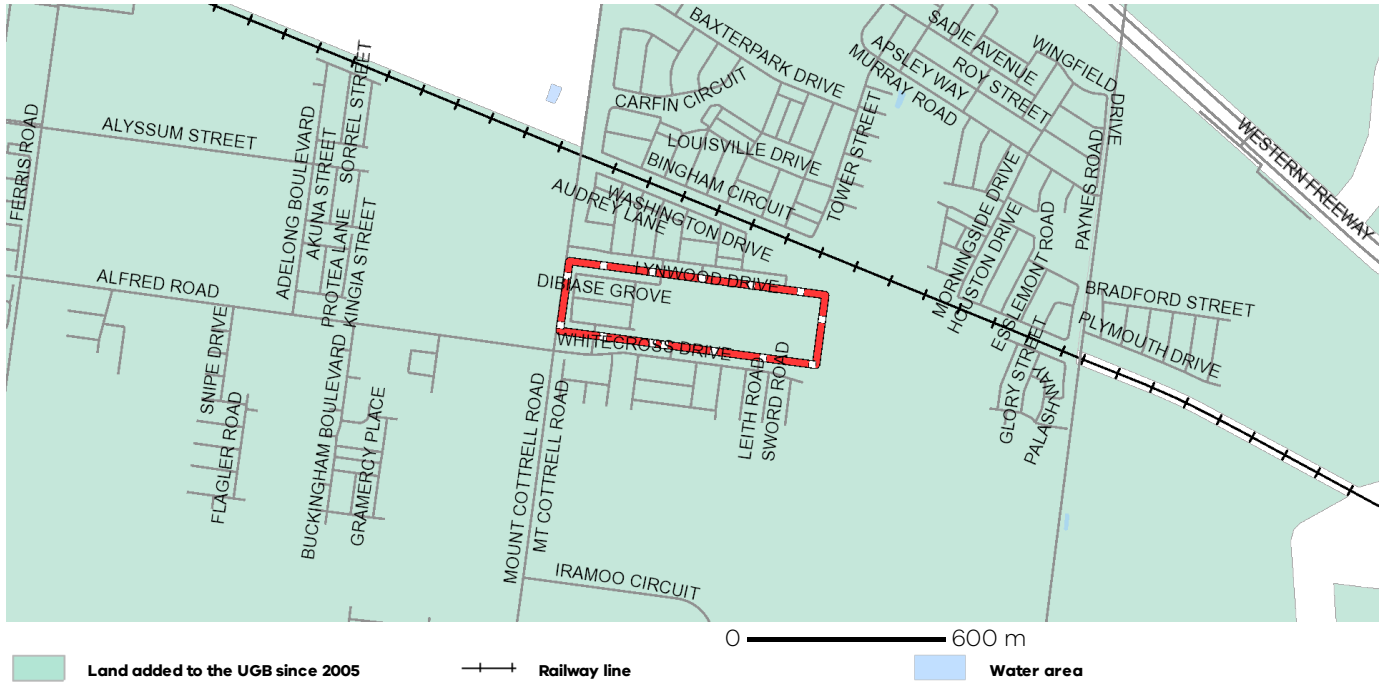 BAXTERPARK DRIVE
SADIE AVENUE
WINGFIELD DRIVE
APSLEY WAY
ROY STREET
MURRAY ROAD
SORREL STREET
CARFIN CIRCUIT
FERRIS ROAD
ALYSSUM STREET
ADELONG BOULEVARD
AKUNA STREET
LOUISVILLE DRIVE
TOWER STREET
WESTERN FREEWAY
BINGHAM CIRCUIT
PAYNES ROAD
MORNINGSIDE DRIVE
AUDREY LANE
WASHINGTON DRIVE
PROTEA LANE
KINGIA STREET
HOUSTON DRIVE
ESSLEMONT ROAD
LYNWOOD DRIVE
ALFRED ROAD
DIBIASE GROVE
BRADFORD STREET
PLYMOUTH DRIVE
SNIPE DRIVE
WHITECROSS DRIVE
GLORY STREET
PALASH WAY
LEITH ROAD
SWORD ROAD
FLAGLER ROAD
BUCKINGHAM BOULEVARD
GRAMERCY PLACE
MOUNT COTTRELL ROAD
MT COTTRELL ROAD
IRAMOO CIRCUIT
0 600 m
Land added to the UGB since 2005 Railway line Water area